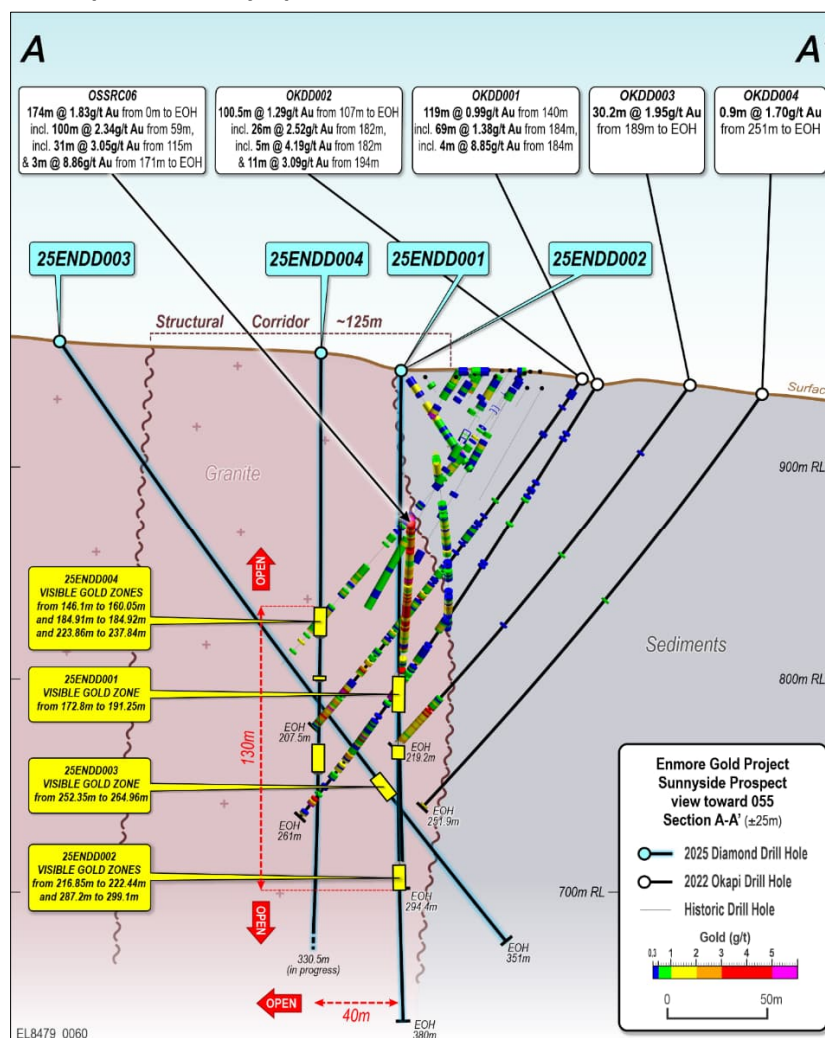 A
A
OSSRC06
174m @ 1.83g/t Au from 0m to EOH
incl. 100m @ 2.34g/t Au from 59m,
incl. 31m @ 3.05g/t Au from 115m
& 3m @ 8.86g/t Au from 171m to EOH
OKDD002
100.5m @ 1.29g/t Au from 107m to EOH
incl. 26m @ 2.52g/t Au from 182m,
incl. 5m @ 4.19g/t Au from 182m
& 11m @ 3.09g/t Au from 194m
OKDD001
119m @ 0.99g/t Au from 140m
incl. 69m @ 1.38g/t Au from 184m,
incl. 4m @ 8.85g/t Au from 184m
OKDD003
30.2m @ 1.95g/t Au
from 189m to EOH
OKDD004
0.9m @ 1.70g/t Au
from 251m to EOH
25ENDD003
25ENDD004
25ENDD001
25ENDD002
Structural Corridor ~125m
Surfac
Granite
900m RL
OPEN
25ENDD004
VISIBLE GOLD ZONES
from 146.1m to 160.05m
and 184.91m to 184.92m
and 223.86m to 237.84m
Sediments
800m RL
25ENDD001
VISIBLE GOLD ZONE
from 172.8m to 191.25m
130m
EOH
207.5m
EOH
219.2m
25ENDD003
VISIBLE GOLD ZONE
from 252.35m to 264.96m
EOH
261m
EOH
251.9m
25ENDD002
VISIBLE GOLD ZONES
from 216.85m to 222.44m
and 287.2m to 299.1m
EOH
294.4m
700m RL
OPEN
330.5m
(in progress)
EOH
351m
OPEN
40m
EOH
380m
Enmore Gold Project
Sunnyside Prospect
view toward 055
Section A-A' (±25m)
2025 Diamond Drill Hole
2022 Okapi Drill Hole
Historic Drill Hole
Gold (g/t)
0.3 1 2 3 4 5
0 50m
EL8479_0060